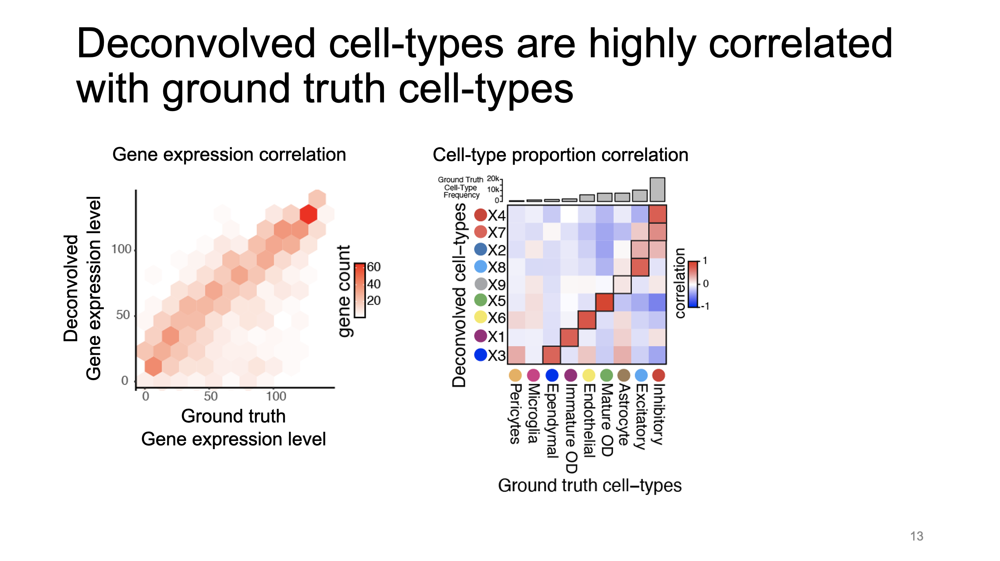 Deconvolved cell-types are highly correlated
with ground truth cell-types
Gene expression correlation
Deconvolved
Gene expression level
100
50
0
0 50 100
Ground truth
Gene expression level
gene count
60
40
20
Cell-type proportion correlation
Ground Truth
Cell-Type
Frequency
20k
10k
0
Deconvolved cell–types
X4
X7
X2
X8
X9
X5
X6
X1
X3
Pericytes
Microglia
Ependymal
Immature OD
Endothelial
Mature OD
Astrocyte
Excitatory
Inhibitory
Ground truth cell–types
correlation
1
0
-1
13